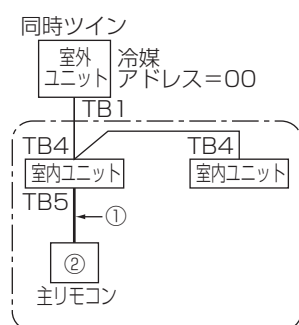 同時ツイン
室外
ユニット
冷媒
アドレス＝00
TB1
TB4
TB4
室内ユニット
室内ユニット
TB5
①
②
主リモコン